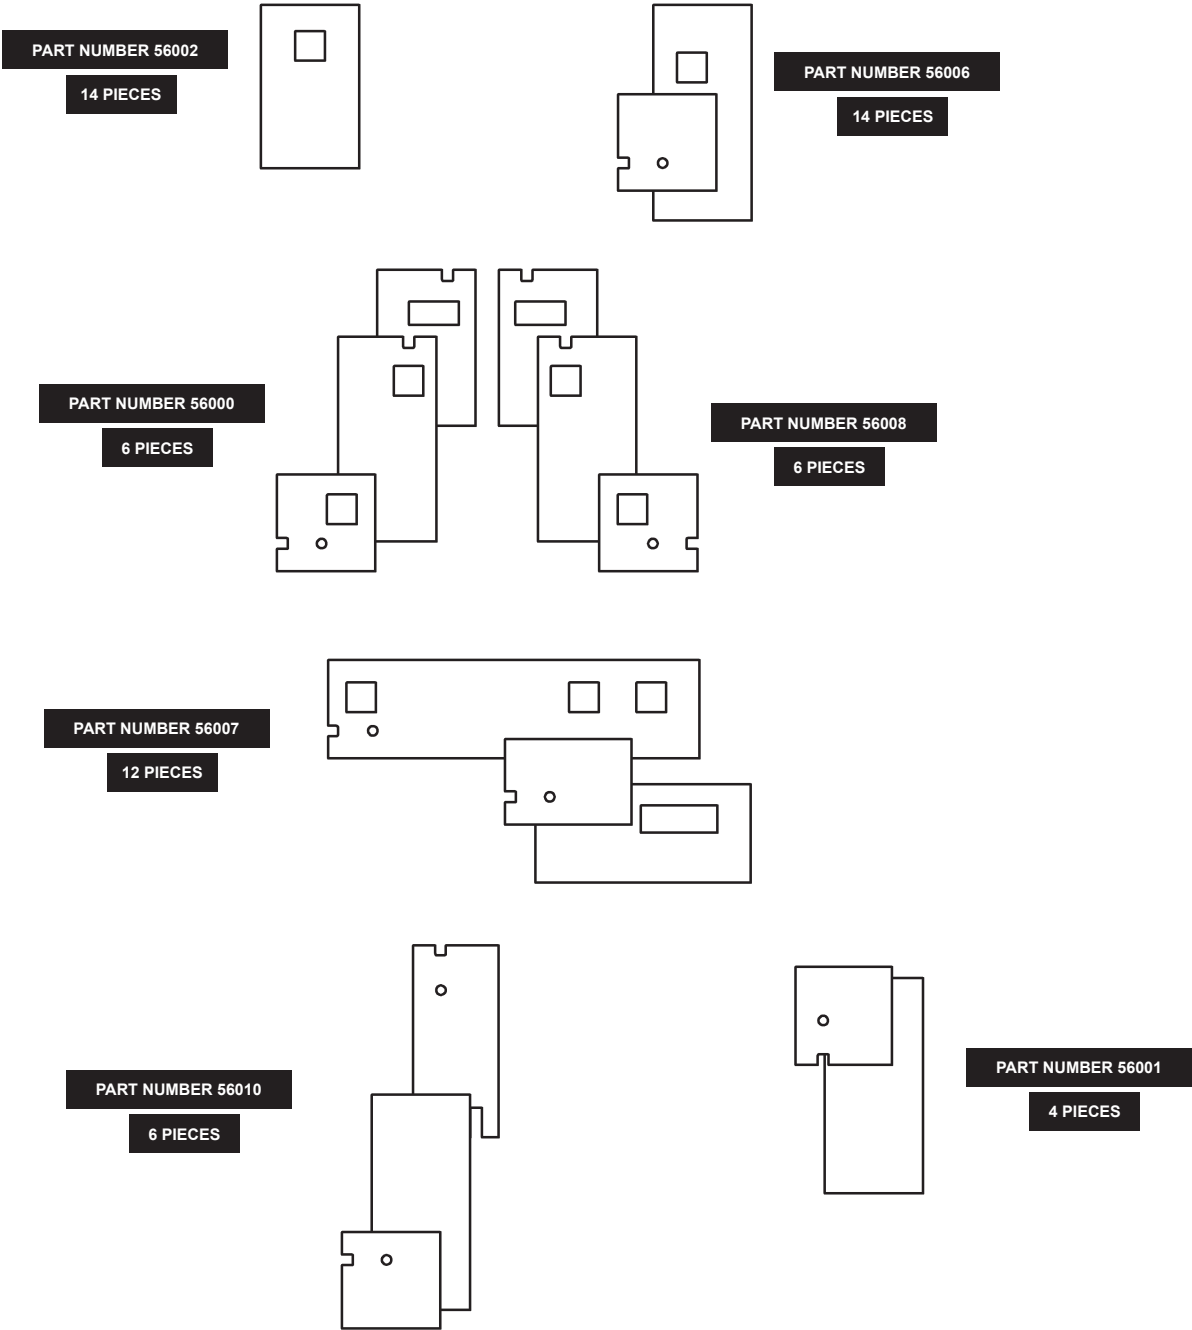 PART NUMBER 56002
14 PIECES
PART NUMBER 56006
14 PIECES
PART NUMBER 56000
6 PIECES
PART NUMBER 56008
6 PIECES
PART NUMBER 56007
12 PIECES
PART NUMBER 56010
6 PIECES
PART NUMBER 56001
4 PIECES